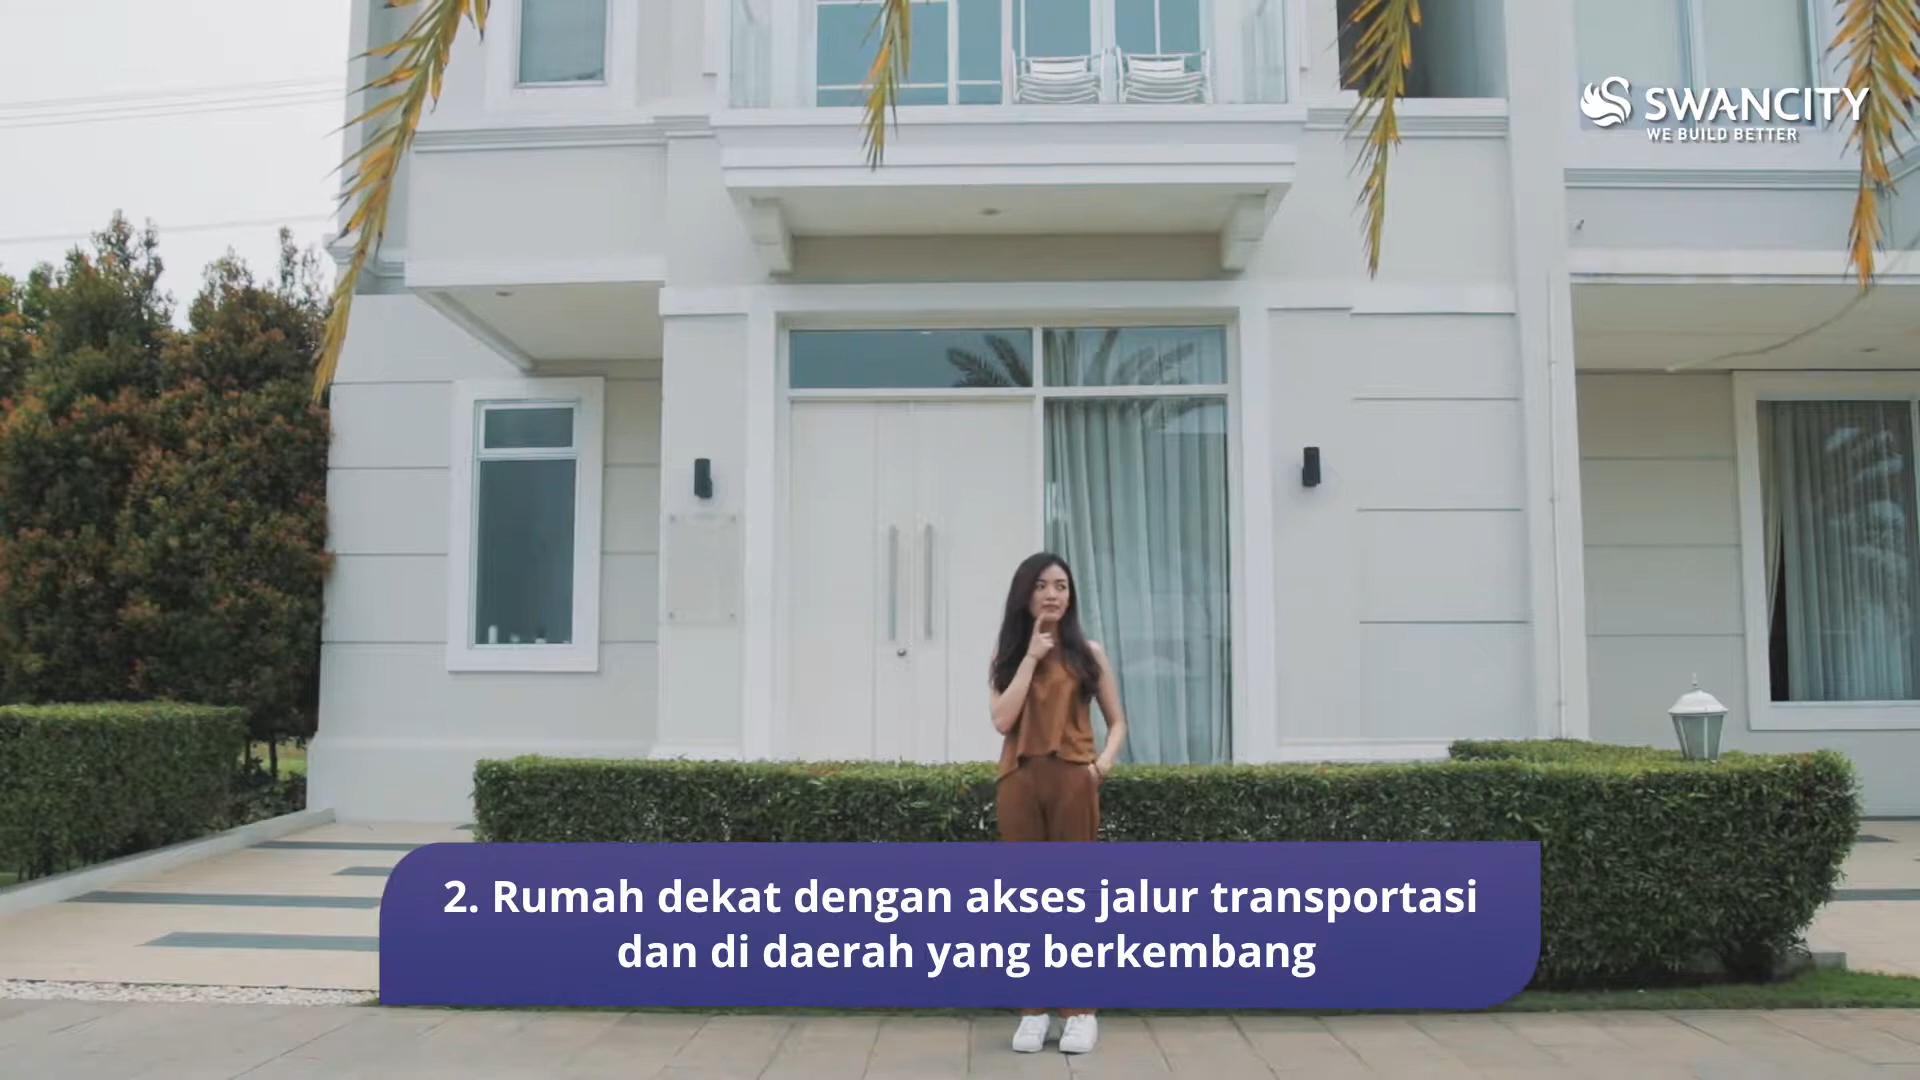 SWANCITY
WE BUILD BETTER
2. Rumah dekat dengan akses jalur transportasi
dan di daerah yang berkembang